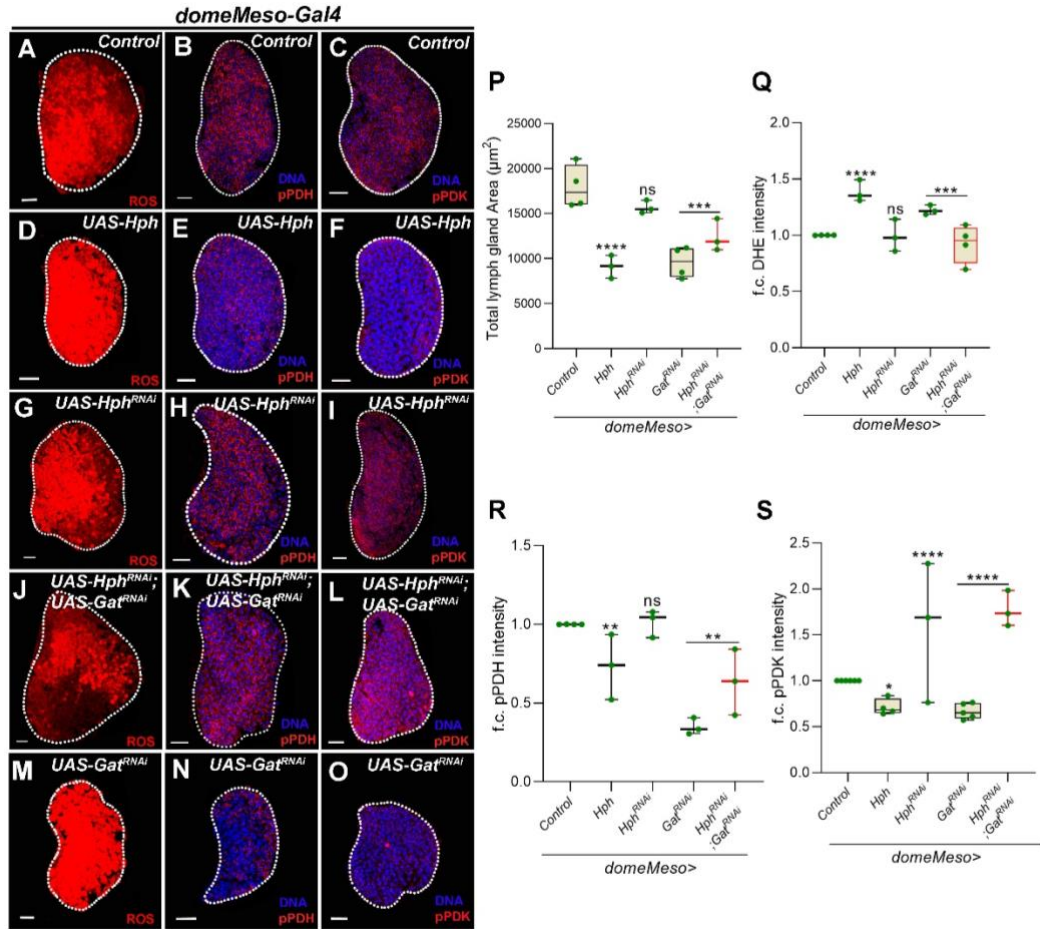 domeMeso-Gal4
A Control
ROS
B Control
DNA
pPDH
C Control
DNA
pPDK
D UAS-Hph
ROS
E UAS-Hph
DNA
pPDH
F UAS-Hph
DNA
pPDK
G UAS-Hph^RNAi
ROS
H UAS-Hph^RNAi
DNA
pPDH
I UAS-Hph^RNAi
DNA
pPDK
J UAS-Hph^RNAi;
UAS-Gat^RNAi
ROS
K UAS-Hph^RNAi;
UAS-Gat^RNAi
DNA
pPDH
L UAS-Hph^RNAi;
UAS-Gat^RNAi
DNA
pPDK
M UAS-Gat^RNAi
ROS
N UAS-Gat^RNAi
DNA
pPDH
O UAS-Gat^RNAi
DNA
pPDK
P
Total lymph gland Area (µm²)
25000
20000
15000
10000
5000
0
****
ns
***
Control
Hph
Hph^RNAi
Gat^RNAi
Hph^RNAi
;Gat^RNAi
domeMeso>
Q
f.c. DHE intensity
2.0
1.5
1.0
0.5
0.0
****
ns
***
Control
Hph
Hph^RNAi
Gat^RNAi
Hph^RNAi
;Gat^RNAi
domeMeso>
R
f.c. pPDH intensity
1.5
1.0
0.5
0.0
**
ns
**
Control
Hph
Hph^RNAi
Gat^RNAi
Hph^RNAi
;Gat^RNAi
domeMeso>
S
f.c. pPDK intensity
2.5
2.0
1.5
1.0
0.5
0.0
*
****
****
Control
Hph
Hph^RNAi
Gat^RNAi
Hph^RNAi
;Gat^RNAi
domeMeso>